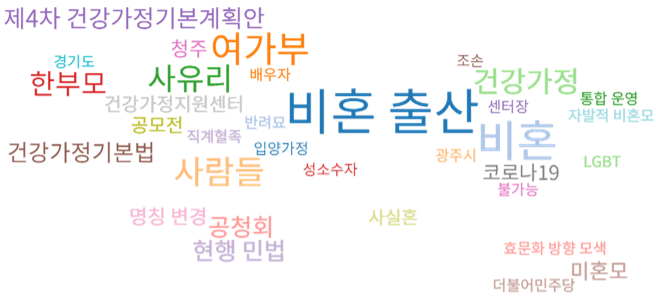 제4차 건강가정기본계획안
청주 여가부
경기도
조손
한부모 사유리 배우자
건강가정
건강가정지원센터
비혼 출산
센터장
통합 운영
자발적 비혼모
공모전
직계혈족
반려묘
비혼
건강가정기본법
입양가정
광주시
LGBT
사람들
성소수자
코로나19
불가능
명칭 변경
공청회
사실혼
현행 민법
효문화 방향 모색
미혼모
더불어민주당